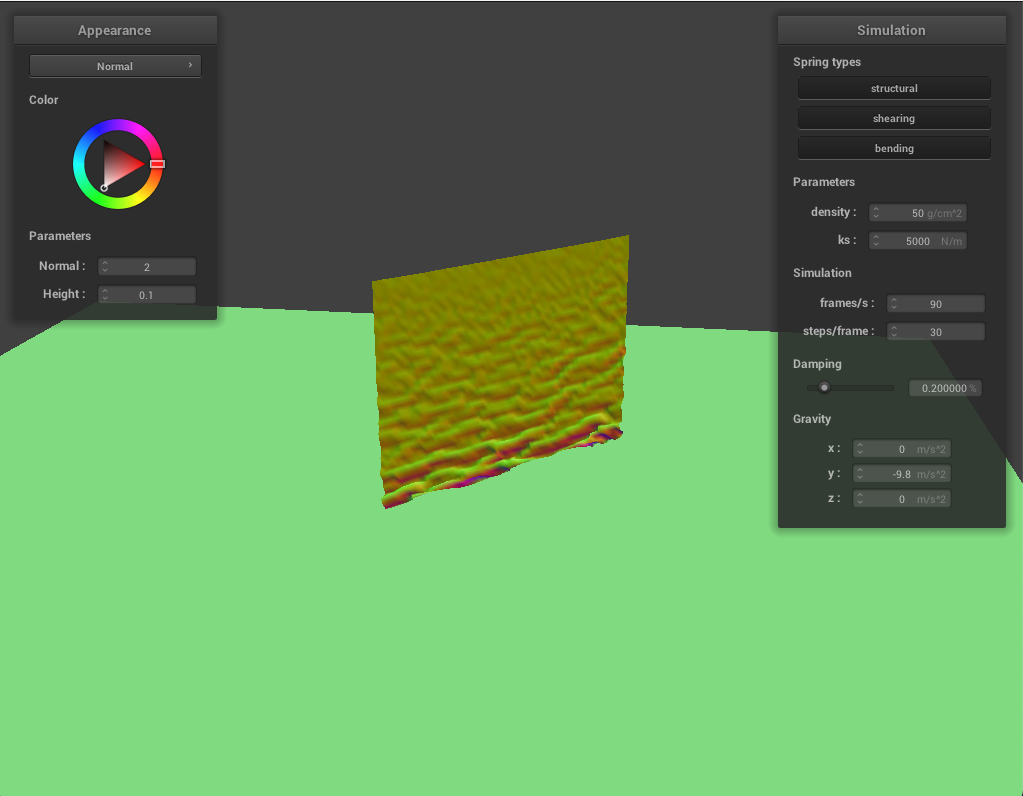 Appearance
Normal
Color
Parameters
Normal : 2
Height : 0.1
Simulation
Spring types
structural
shearing
bending
Parameters
density : 50 g/cm^2
ks : 5000 N/m
Simulation
frames/s : 90
steps/frame : 30
Damping
0.200000 %
Gravity
x : 0 m/s^2
y : -9.8 m/s^2
z : 0 m/s^2